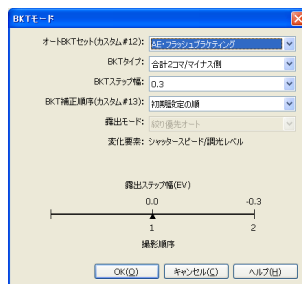 BKTモード
オートBKTセット(カスタム#12): AE・フラッシュブラケティング
BKTタイプ: 合計2コマ/マイナス側
BKTステップ幅: 0.3
BKT補正順序(カスタム#13): 初期設定の順
露出モード: 絞り優先オート
変化要素: シャッタースピード/調光レベル
露出ステップ幅(EV)
0.0 -0.3
1 2
撮影順序
OK(O) キャンセル(C) ヘルプ(H)